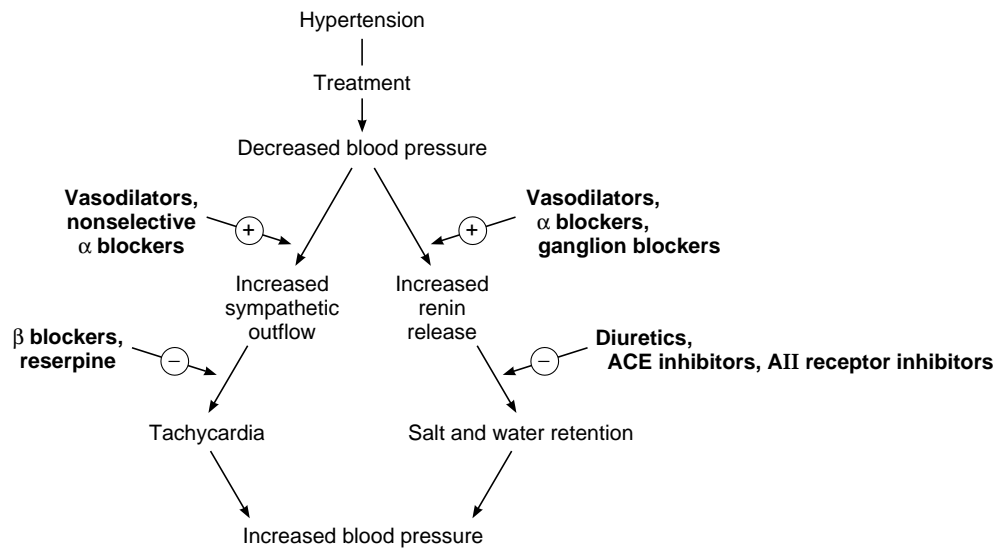 Hypertension
Treatment
Decreased blood pressure
Vasodilators,
nonselective
α blockers
+
Vasodilators,
α blockers,
ganglion blockers
+
Increased
sympathetic
outflow
Increased
renin
release
β blockers,
reserpine
−
Diuretics,
ACE inhibitors, AII receptor inhibitors
−
Tachycardia
Salt and water retention
Increased blood pressure